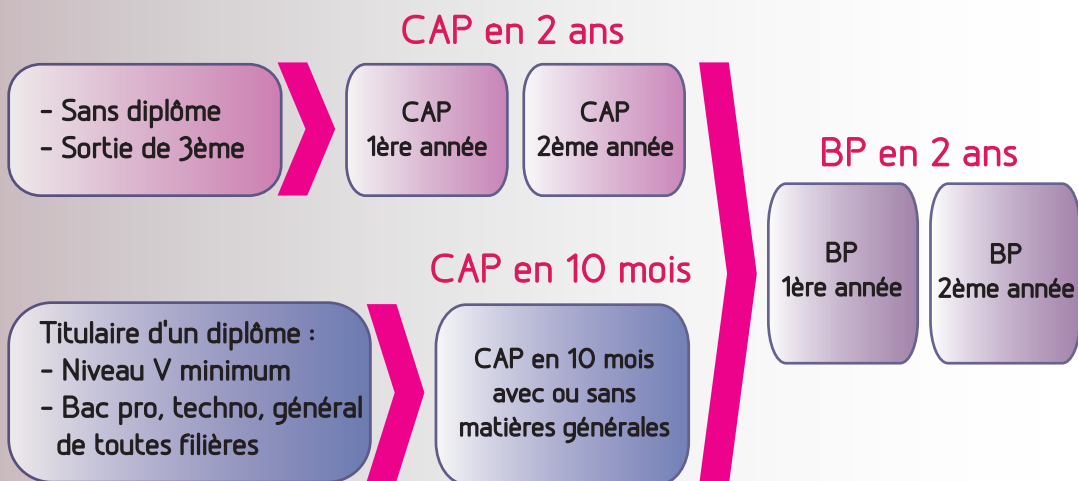 CAP en 2 ans
- Sans diplôme
- Sortie de 3ème
CAP
1ère année
CAP
2ème année
BP en 2 ans
BP
1ère année
BP
2ème année
CAP en 10 mois
Titulaire d'un diplôme :
- Niveau V minimum
- Bac pro, techno, général
de toutes filières
CAP en 10 mois
avec ou sans
matières générales